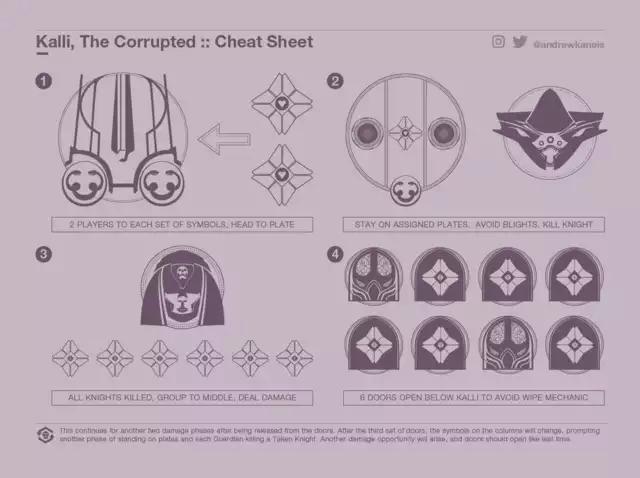 Kalli, The Corrupted :: Cheat Sheet
@andrewkanois
1
2
2 PLAYERS TO EACH SET OF SYMBOLS, HEAD TO PLATE
STAY ON ASSIGNED PLATES. AVOID BLIGHTS. KILL KNIGHT
3
4
ALL KNIGHTS KILLED, GROUP TO MIDDLE, DEAL DAMAGE
6 DOORS OPEN BELOW KALLI TO AVOID WIPE MECHANIC
This continues for another two damage phases after being released from the doors. After the third set of doors, the symbols on the columns will change, prompting
another phase of standing on plates and each Guardian killing a Taken Knight. Another damage opportunity will arise, and doors should open like last time.